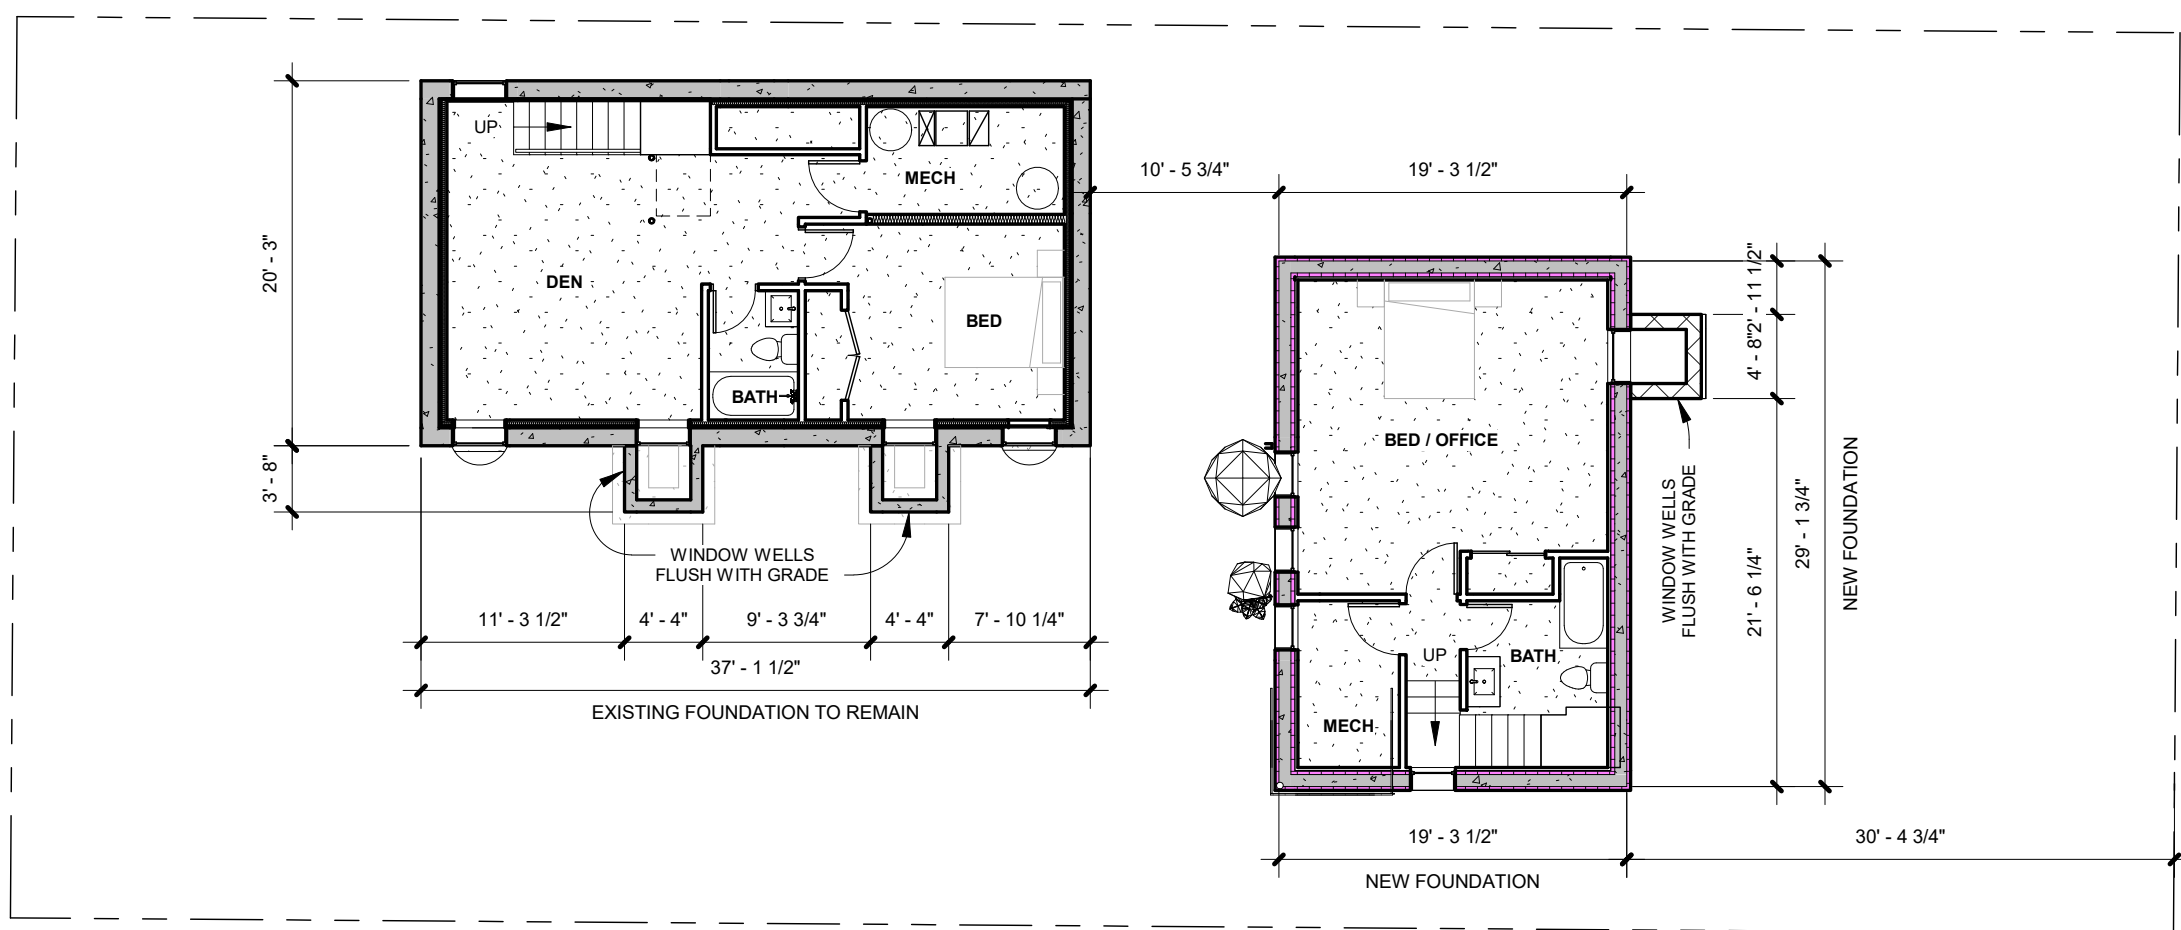 UP
MECH
DEN
BED
BATH
20' - 3"
3' - 8"
WINDOW WELLS
FLUSH WITH GRADE
11' - 3 1/2"
4' - 4"
9' - 3 3/4"
4' - 4"
7' - 10 1/4"
37' - 1 1/2"
EXISTING FOUNDATION TO REMAIN
10' - 5 3/4"
19' - 3 1/2"
BED / OFFICE
UP
BATH
MECH
2' - 11 1/2"
4' - 8"
21' - 6 1/4"
29' - 1 3/4"
WINDOW WELLS
FLUSH WITH GRADE
NEW FOUNDATION
19' - 3 1/2"
30' - 4 3/4"
NEW FOUNDATION